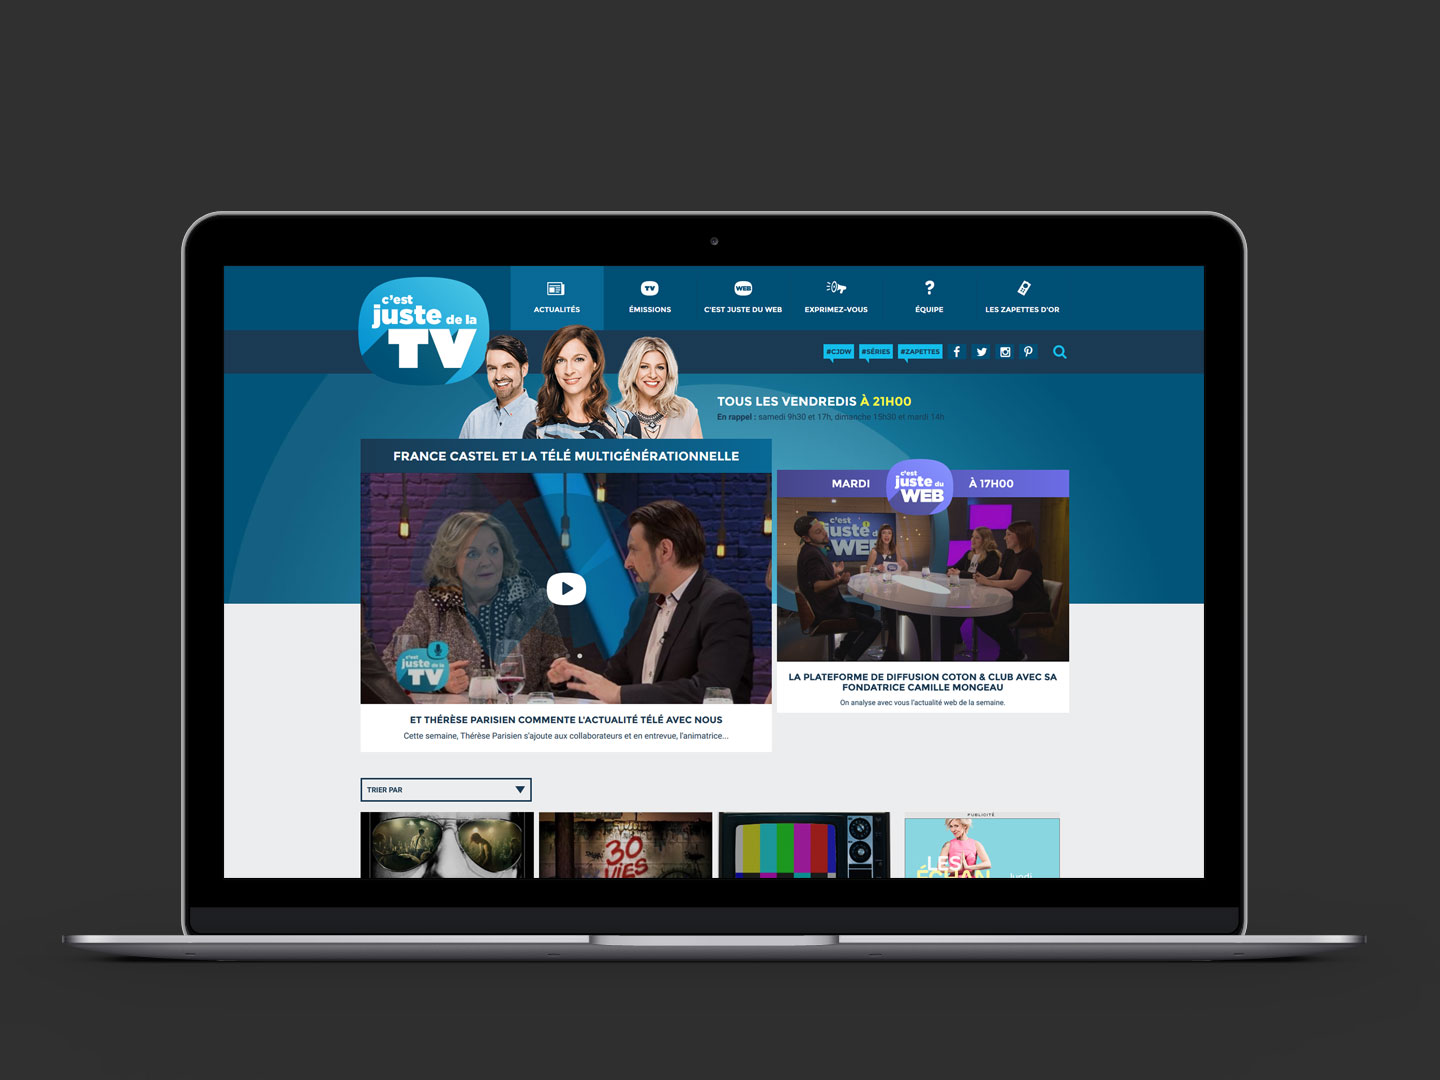 c'est
juste de la
TV
ACTUALITÉS
TV
ÉMISSIONS
WEB
C'EST JUSTE DU WEB
EXPRIMEZ-VOUS
?
ÉQUIPE
LES ZAPETTES D'OR
#CJDW
#SÉRIES
#ZAPETTES
TOUS LES VENDREDIS À 21H00
En rappel : samedi 9h30 et 17h, dimanche 15h30 et mardi 14h
FRANCE CASTEL ET LA TÉLÉ MULTIGÉNÉRATIONNELLE
c'est
juste de la
TV
ET THÉRÈSE PARISIEN COMMENTE L'ACTUALITÉ TÉLÉ AVEC NOUS
Cette semaine, Thérèse Parisien s'ajoute aux collaborateurs et en entrevue, l'animatrice...
MARDI
c'est
juste du
WEB
À 17H00
c'est
juste du
WEB
LA PLATEFORME DE DIFFUSION COTON & CLUB AVEC SA
FONDATRICE CAMILLE MONGEAU
On analyse avec vous l'actualité web de la semaine.
TRIER PAR
30
VIES
PUBLICITÉ
LES
ÉCHAN
lundi